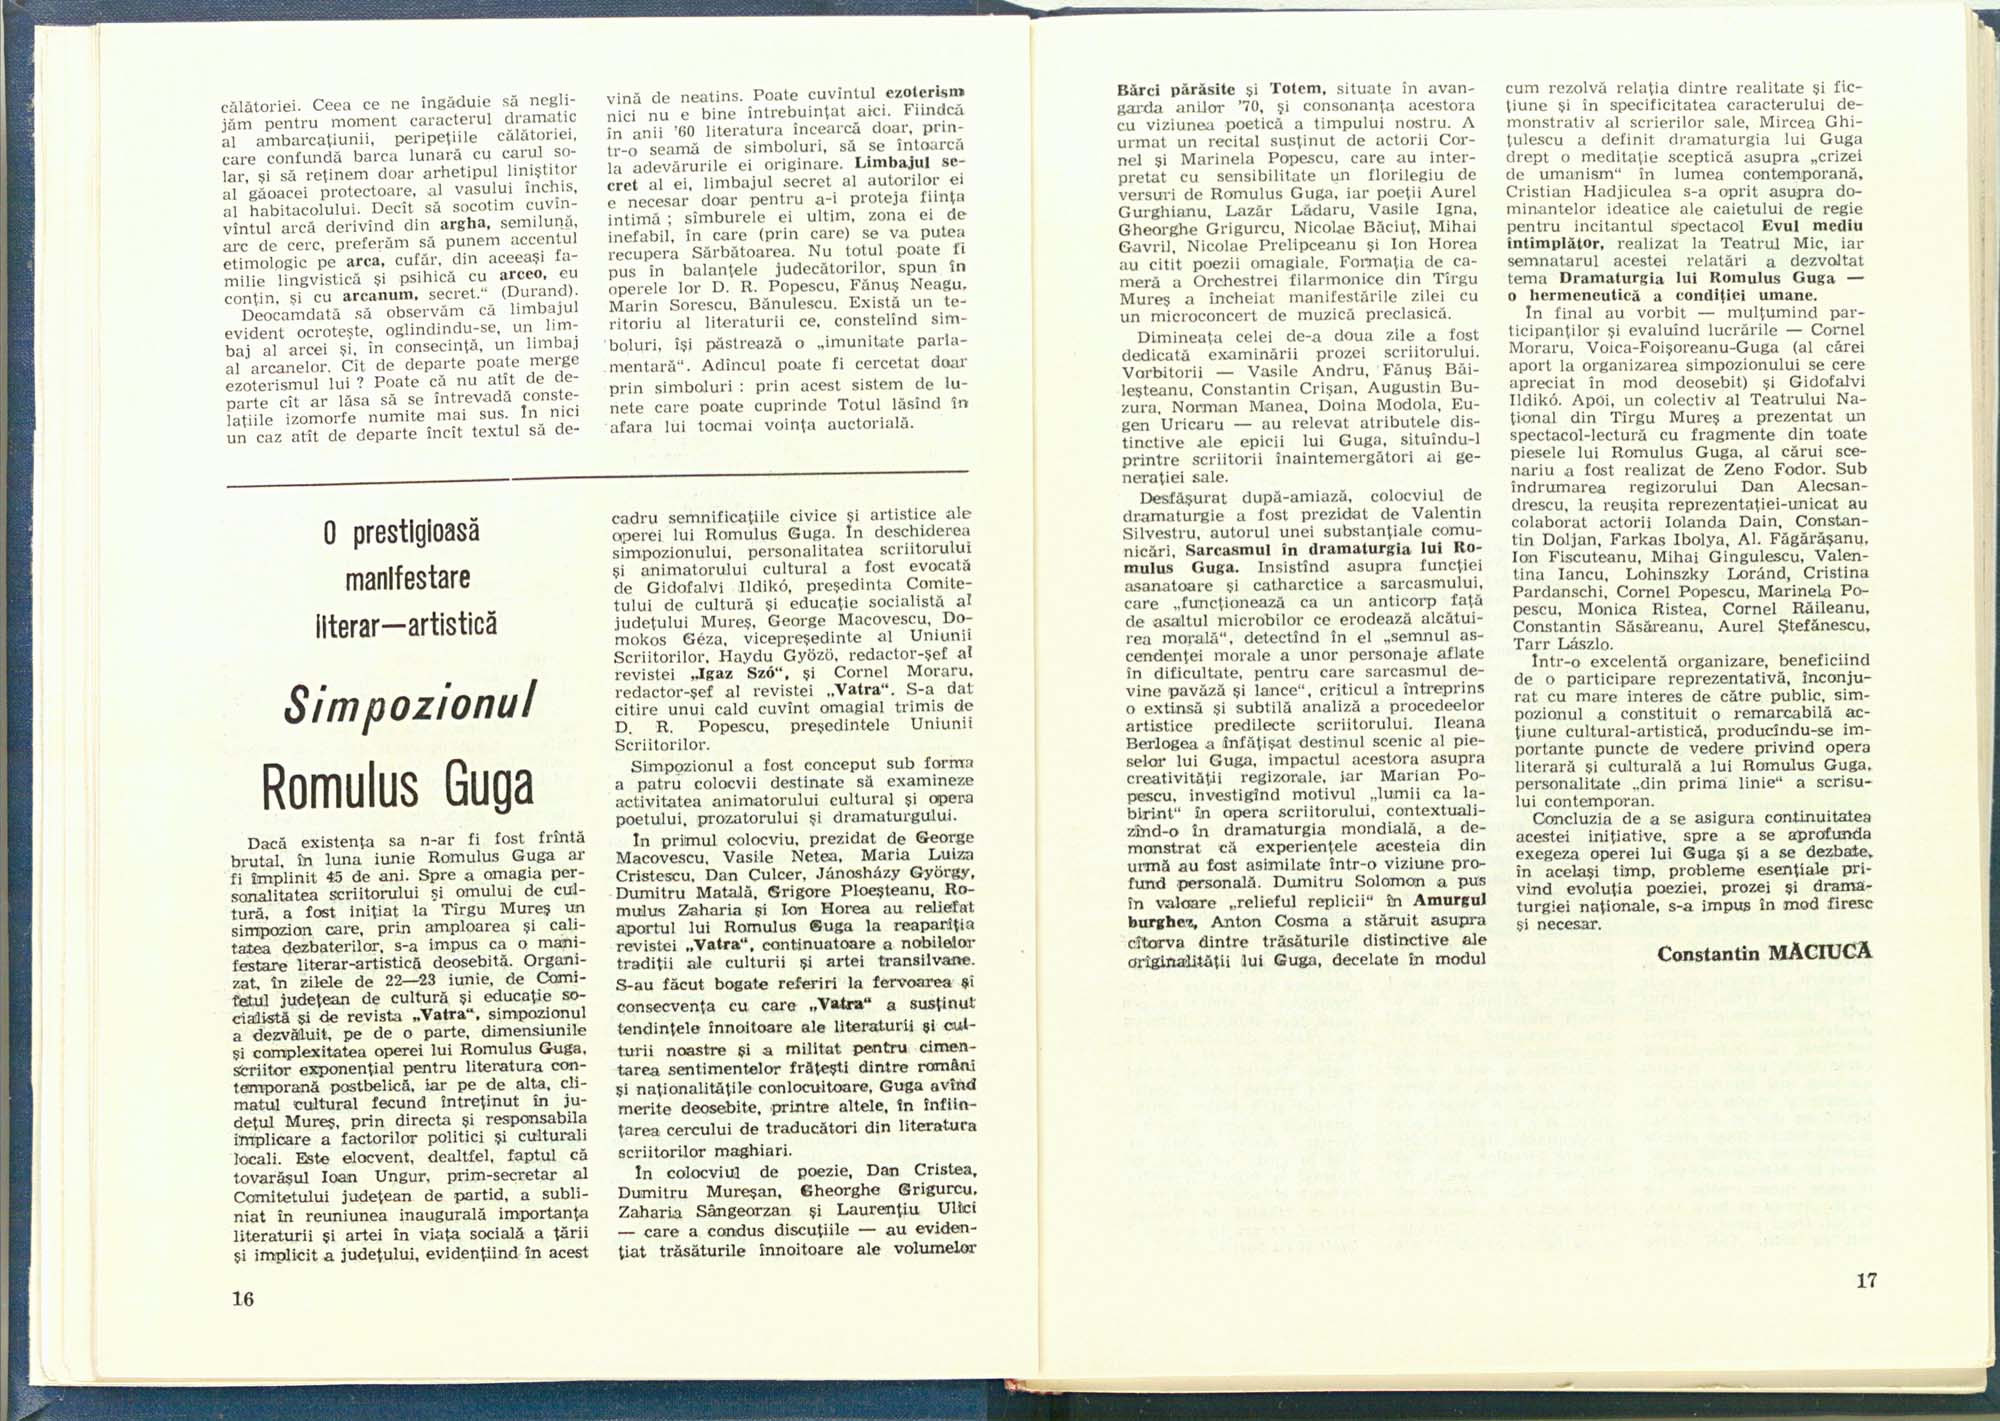 călătoriei. Ceea ce ne îngăduie să negli-
jăm pentru moment caracterul dramatic
al ambarcațiunii, peripețiile călătoriei,
care confundă barca lunară cu carul so-
lar, și să reținem doar arhetipul liniștitor
al găoacei protectoare, al vasului închis,
al habitacolului. Decît să socotim cuvîn-
vîntul arcă derivînd din argha, semilună,
arc de cerc, preferăm să punem accentul
etimologic pe arca, cufăr, din aceeași fa-
milie lingvistică și psihică cu arceo, eu
conțin, și cu arcanum, secret.“ (Durand).
Deocamdată să observăm că limbajul
evident ocrotește, oglindindu-se, un lim-
baj al arcei și, in consecință, un limbaj
al arcanelor. Cit de departe poate merge
ezoterismul lui ? Poate că nu atît de de-
parte cît ar lăsa să se întrevadă conste-
lațiile izomorfe numite mai sus. In nici
un caz atît de departe încît textul să de-
vină de neatins. Poate cuvîntul ezoterism
nici nu e bine întrebuințat aici. Fiindcă
în anii ’60 literatura încearcă doar, prin-
tr-o seamă de simboluri, să se întoarcă
la adevărurile ei originare. Limbajul se-
cret al ei, limbajul secret al autorilor ei
e necesar doar pentru a-i proteja ființa
intimă ; sîmburele ei ultim, zona ei de
inefabil, în care (prin care) se va putea
recupera Sărbătoarea. Nu totul poate fi
pus în balanțele judecătorilor, spun în
operele lor D. R. Popescu, Fănuș Neagu,
Marin Sorescu, Bănulescu. Există un te-
ritoriu al literaturii ce, constelînd sim-
boluri, își păstrează o „imunitate parla-
mentară“. Adîncul poate fi cercetat doar
prin simboluri : prin acest sistem de lu-
nete care poate cuprinde Totul lăsînd în
afara lui tocmai voința auctorială.
O prestigioasă
manifestare
literar—artistică
Simpozionul
Romulus Guga
Dacă existența sa n-ar fi fost frîntă
brutal, în luna iunie Romulus Guga ar
fi împlinit 45 de ani. Spre a omagia per-
sonalitatea scriitorului și omului de cul-
tură, a fost inițiat la Tîrgu Mureș un
simpozion care, prin amploarea și cali-
tatea dezbaterilor, s-a impus ca o mani-
festare literar-artistică deosebită. Organi-
zat, în zilele de 22—23 iunie, de Comi-
tetul județean de cultură și educație so-
cialistă și de revista „Vatra“, simpozionul
a dezvăluit, pe de o parte, dimensiunile
și complexitatea operei lui Romulus Guga,
scriitor exponențial pentru literatura con-
temporană postbelică, iar pe de alta, cli-
matul cultural fecund întreținut în ju-
dețul Mureș, prin directa și responsabila
implicare a factorilor politici și culturali
locali. Este elocvent, dealtfel, faptul că
tovarășul Ioan Ungur, prim-secretar al
Comitetului județean de partid, a subli-
niat în reuniunea inaugurală importanța
literaturii și artei în viața socială a țării
și implicit a județului, evidențiind în acest
cadru semnificațiile civice și artistice ale
operei lui Romulus Guga. In deschiderea
simpozionului, personalitatea scriitorului
și animatorului cultural a fost evocată
de Gidofalvi Ildikó, președinta Comite-
tului de cultură și educație socialistă al
județului Mureș, George Macovescu, Do-
mokos Géza, vicepreședinte al Uniunii
Scriitorilor, Haydu Gyözö, redactor-șef al
revistei „Igaz Szó“, și Cornel Moraru,
redactor-șef al revistei „Vatra“. S-a dat
citire unui cald cuvînt omagial trimis de
D. R. Popescu, președintele Uniunii
Scriitorilor.
Simpozionul a fost conceput sub forma
a patru colocvii destinate să examineze
activitatea animatorului cultural și opera
poetului, prozatorului și dramaturgului.
In primul colocviu, prezidat de George
Macovescu, Vasile Netea, Maria Luiza
Cristescu, Dan Culcer, Jánosházy György,
Dumitru Matală, Grigore Ploeșteanu, Ro-
mulus Zaharia și Ion Horea au reliefat
aportul lui Romulus Guga la reapariția
revistei „Vatra“, continuatoare a nobilelor
tradiții ale culturii și artei transilvane.
S-au făcut bogate referiri la fervoarea și
consecvența cu care „Vatra“ a susținut
tendințele înnoitoare ale literaturii și cul-
turii noastre și a militat pentru cimen-
tarea sentimentelor frățești dintre români
și naționalitățile conlocuitoare, Guga avînd
merite deosebite, printre altele, în înfiin-
țarea cercului de traducători din literatura
scriitorilor maghiari.
In colocviul de poezie, Dan Cristea,
Dumitru Mureșan, Gheorghe Grigurcu,
Zaharia Sângeorzan și Laurențiu Ulici
— care a condus discuțiile — au eviden-
țiat trăsăturile înnoitoare ale volumelor
16
Bărci părăsite și Totem, situate în avan-
garda anilor ’70, și consonanța acestora
cu viziunea poetică a timpului nostru. A
urmat un recital susținut de actorii Cor-
nel și Marinela Popescu, care au inter-
pretat cu sensibilitate un florilegiu de
versuri de Romulus Guga, iar poeții Aurel
Gurghianu, Lazăr Lădaru, Vasile Igna,
Gheorghe Grigurcu, Nicolae Băciuț, Mihai
Gavril, Nicolae Prelipceanu și Ion Horea
au citit poezii omagiale. Formația de ca-
meră a Orchestrei filarmonice din Tîrgu
Mureș a încheiat manifestările zilei cu
un microconcert de muzică preclasică.
Dimineața celei de-a doua zile a fost
dedicată examinării prozei scriitorului.
Vorbitorii — Vasile Andru, Fănuș Băi-
leșteanu, Constantin Crișan, Augustin Bu-
zura, Norman Manea, Doina Modola, Eu-
gen Uricaru — au relevat atributele dis-
tinctive ale epicii lui Guga, situîndu-l
printre scriitorii înaintemergători ai ge-
nerației sale.
Desfășurat după-amiază, colocviul de
dramaturgie a fost prezidat de Valentin
Silvestru, autorul unei substanțiale comu-
nicări, Sarcasmul în dramaturgia lui Ro-
mulus Guga. Insistînd asupra funcției
asanatoare și catharctice a sarcasmului,
care „funcționează ca un anticorp față
de asaltul microbilor ce erodează alcătui-
rea morală“, detectînd în el „semnul as-
cendenței morale a unor personaje aflate
în dificultate, pentru care sarcasmul de-
vine pavăză și lance“, criticul a întreprins
o extinsă și subtilă analiză a procedeelor
artistice predilecte scriitorului. Ileana
Berlogea a înfățișat destinul scenic al pie-
selor lui Guga, impactul acestora asupra
creativității regizorale, iar Marian Po-
pescu, investigînd motivul „lumii ca la-
birint“ în opera scriitorului, contextuali-
zînd-o în dramaturgia mondială, a de-
monstrat că experiențele acesteia din
urmă au fost asimilate într-o viziune pro-
fund personală. Dumitru Solomon a pus
în valoare „relieful replicii“ în Amurgul
burghez, Anton Cosma a stăruit asupra
cîtorva dintre trăsăturile distinctive ale
originalității lui Guga, decelate în modul
cum rezolvă relația dintre realitate și fic-
țiune și în specificitatea caracterului de-
monstrativ al scrierilor sale, Mircea Ghi-
țulescu a definit dramaturgia lui Guga
drept o meditație sceptică asupra „crizei
de umanism“ în lumea contemporană,
Cristian Hadjiculea s-a oprit asupra do-
minantelor ideatice ale caietului de regie
pentru incitantul spectacol Evul mediu
întîmplător, realizat la Teatrul Mic, iar
semnatarul acestei relatări a dezvoltat
tema Dramaturgia lui Romulus Guga —
o hermeneutică a condiției umane.
In final au vorbit — mulțumind par-
ticipanților și evaluînd lucrările — Cornel
Moraru, Voica-Foișoreanu-Guga (al cărei
aport la organizarea simpozionului se cere
apreciat în mod deosebit) și Gidofalvi
Ildikó. Apoi, un colectiv al Teatrului Na-
țional din Tîrgu Mureș a prezentat un
spectacol-lectură cu fragmente din toate
piesele lui Romulus Guga, al cărui sce-
nariu a fost realizat de Zeno Fodor. Sub
îndrumarea regizorului Dan Alecsan-
drescu, la reușita reprezentației-unicat au
colaborat actorii Iolanda Dain, Constan-
tin Doljan, Farkas Ibolya, Al. Făgărășanu,
Ion Fiscuteanu, Mihai Gingulescu, Valen-
tina Iancu, Lohinszky Loránd, Cristina
Pardanschi, Cornel Popescu, Marinela Po-
pescu, Monica Ristea, Cornel Răileanu,
Constantin Săsăreanu, Aurel Ștefănescu,
Tarr László.
Intr-o excelentă organizare, beneficiind
de o participare reprezentativă, înconju-
rat cu mare interes de către public, sim-
pozionul a constituit o remarcabilă ac-
țiune cultural-artistică, producîndu-se im-
portante puncte de vedere privind opera
literară și culturală a lui Romulus Guga,
personalitate „din prima linie“ a scrisu-
lui contemporan.
Concluzia de a se asigura continuitatea
acestei inițiative, spre a se aprofunda
exegeza operei lui Guga și a se dezbate,
în același timp, probleme esențiale pri-
vind evoluția poeziei, prozei și drama-
turgiei naționale, s-a impus în mod firesc
și necesar.
Constantin MĂCIUCĂ
17